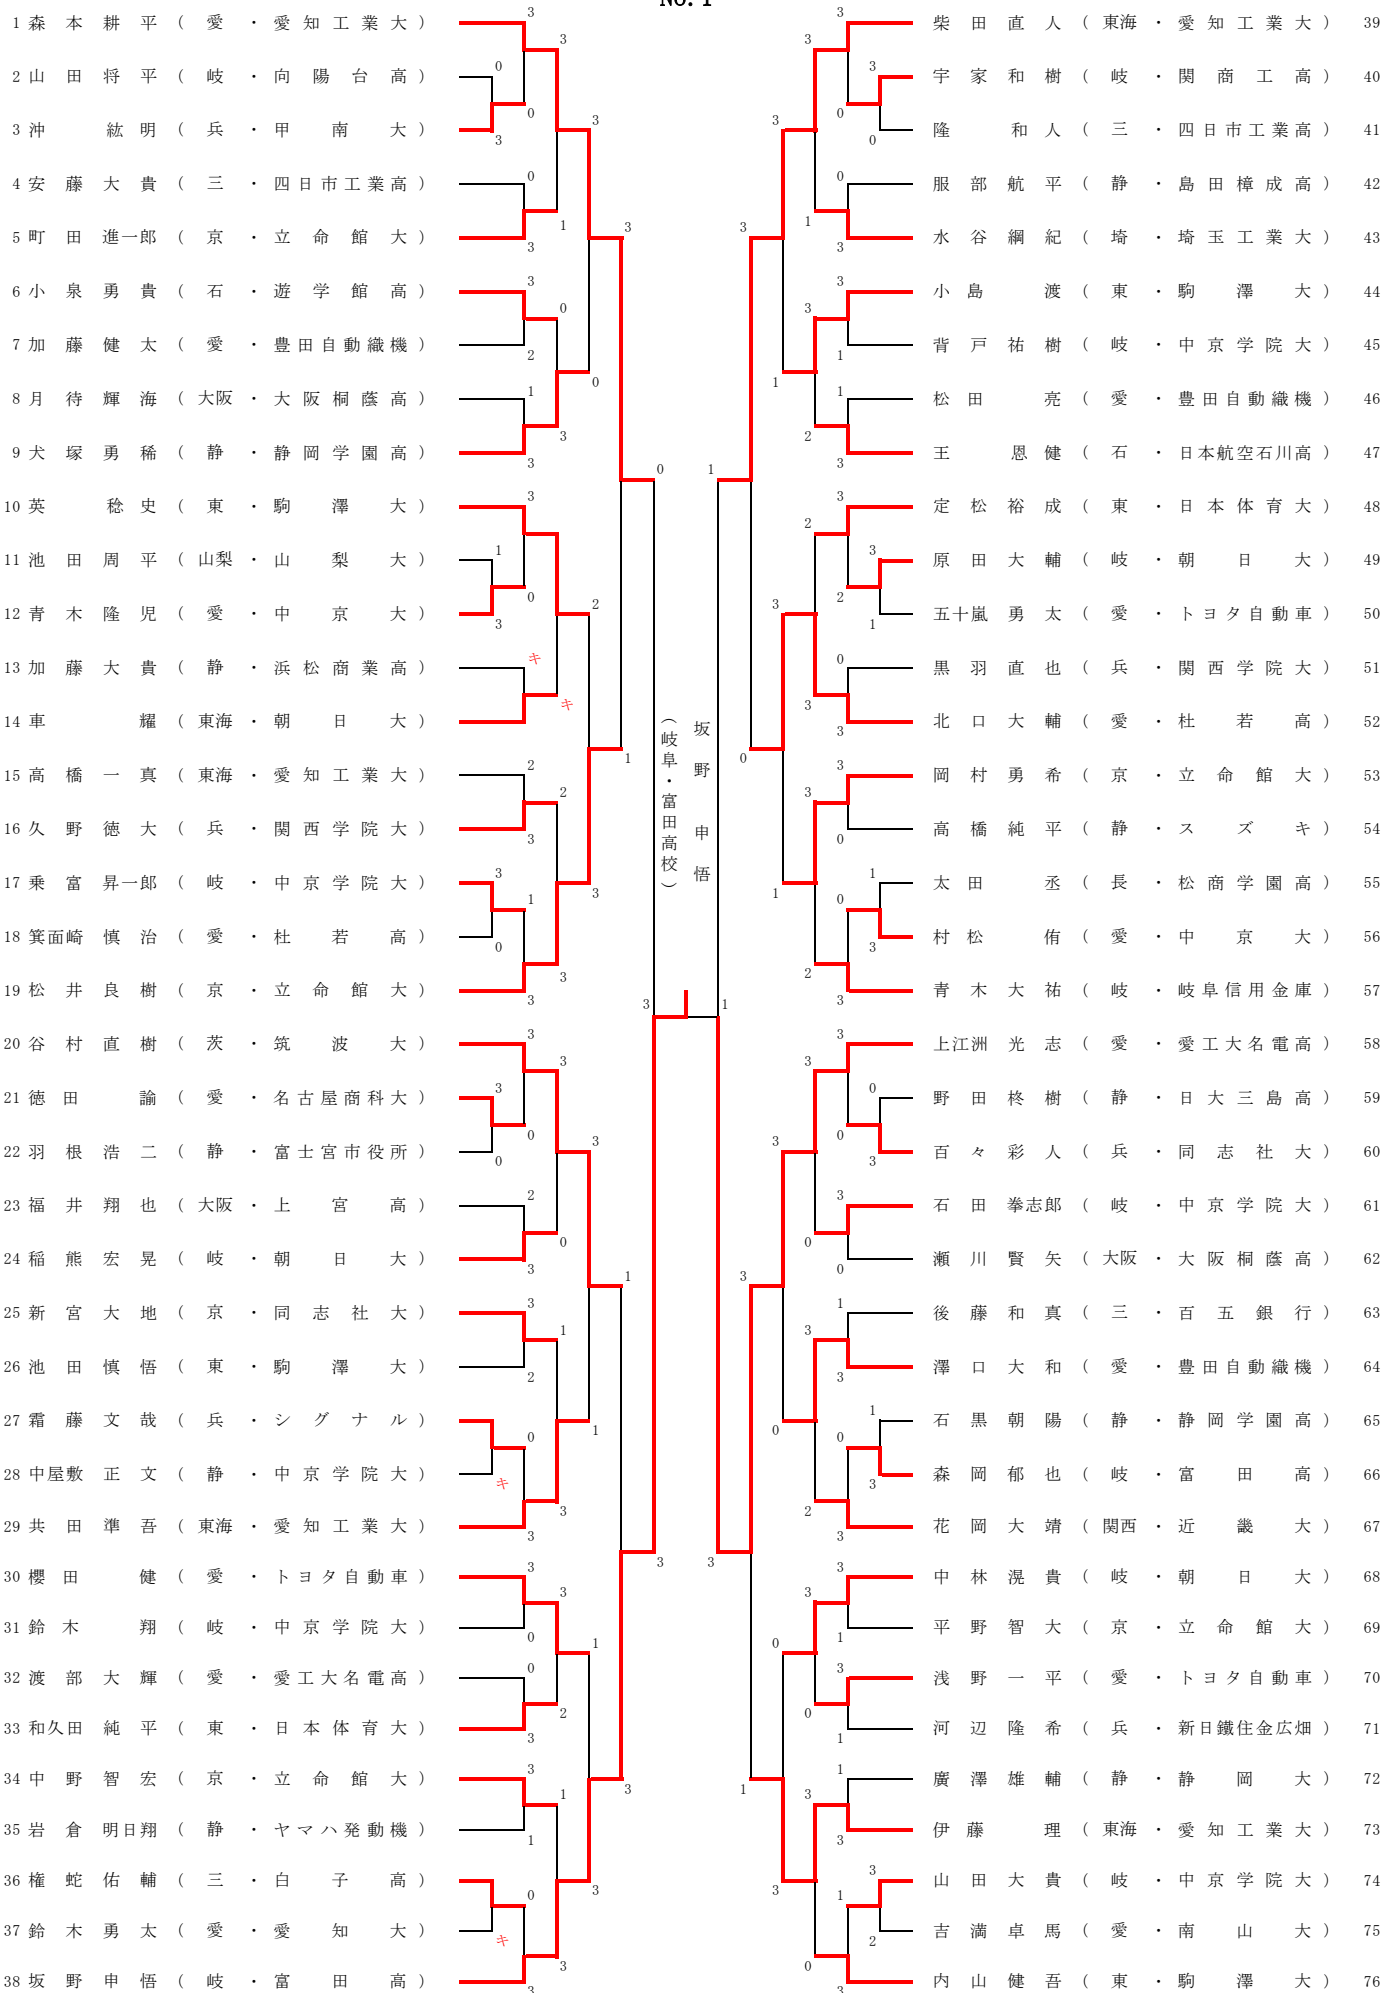 No. 1
1 森本耕平 ( 愛 ・ 愛知工業大 )
2 山田将平 ( 岐 ・ 向陽台高 )
3 沖紘明 ( 兵 ・ 甲南大 )
4 安藤大貴 ( 三 ・ 四日市工業高 )
5 町田進一郎 ( 京 ・ 立命館大 )
6 小泉勇貴 ( 石 ・ 遊学館高 )
7 加藤健太 ( 愛 ・ 豊田自動織機 )
8 月待輝海 ( 大阪 ・ 大阪桐蔭高 )
9 犬塚勇稀 ( 静 ・ 静岡学園高 )
10 英稔史 ( 東 ・ 駒澤大 )
11 池田周平 ( 山梨 ・ 山梨大 )
12 青木隆児 ( 愛 ・ 中京大 )
13 加藤大貴 ( 静 ・ 浜松商業高 )
14 車耀 ( 東海 ・ 朝日大 )
15 高橋一真 ( 東海 ・ 愛知工業大 )
16 久野徳大 ( 兵 ・ 関西学院大 )
17 乗富昇一郎 ( 岐 ・ 中京学院大 )
18 箕面崎慎治 ( 愛 ・ 杜若高 )
19 松井良樹 ( 京 ・ 立命館大 )
20 谷村直樹 ( 茨 ・ 筑波大 )
21 徳田諭 ( 愛 ・ 名古屋商科大 )
22 羽根浩二 ( 静 ・ 富士宮市役所 )
23 福井翔也 ( 大阪 ・ 上宮高 )
24 稲熊宏晃 ( 岐 ・ 朝日大 )
25 新宮大地 ( 京 ・ 同志社大 )
26 池田慎悟 ( 東 ・ 駒澤大 )
27 霜藤文哉 ( 兵 ・ シグナル )
28 中屋敷正文 ( 静 ・ 中京学院大 )
29 共田準吾 ( 東海 ・ 愛知工業大 )
30 櫻田健 ( 愛 ・ トヨタ自動車 )
31 鈴木翔 ( 岐 ・ 中京学院大 )
32 渡部大輝 ( 愛 ・ 愛工大名電高 )
33 和久田純平 ( 東 ・ 日本体育大 )
34 中野智宏 ( 京 ・ 立命館大 )
35 岩倉明日翔 ( 静 ・ ヤマハ発動機 )
36 権蛇佑輔 ( 三 ・ 白子高 )
37 鈴木勇太 ( 愛 ・ 愛知大 )
38 坂野申悟 ( 岐 ・ 富田高 )
坂野申悟
（岐阜・富田高校）
柴田直人 ( 東海 ・ 愛知工業大 ) 39
宇家和樹 ( 岐 ・ 関商工高 ) 40
隆和人 ( 三 ・ 四日市工業高 ) 41
服部航平 ( 静 ・ 島田樟成高 ) 42
水谷綱紀 ( 埼 ・ 埼玉工業大 ) 43
小島渡 ( 東 ・ 駒澤大 ) 44
背戸祐樹 ( 岐 ・ 中京学院大 ) 45
松田亮 ( 愛 ・ 豊田自動織機 ) 46
王恩健 ( 石 ・ 日本航空石川高 ) 47
定松裕成 ( 東 ・ 日本体育大 ) 48
原田大輔 ( 岐 ・ 朝日大 ) 49
五十嵐勇太 ( 愛 ・ トヨタ自動車 ) 50
黒羽直也 ( 兵 ・ 関西学院大 ) 51
北口大輔 ( 愛 ・ 杜若高 ) 52
岡村勇希 ( 京 ・ 立命館大 ) 53
高橋純平 ( 静 ・ スズキ ) 54
太田丞 ( 長 ・ 松商学園高 ) 55
村松侑 ( 愛 ・ 中京大 ) 56
青木大祐 ( 岐 ・ 岐阜信用金庫 ) 57
上江洲光志 ( 愛 ・ 愛工大名電高 ) 58
野田柊樹 ( 静 ・ 日大三島高 ) 59
百々彩人 ( 兵 ・ 同志社大 ) 60
石田拳志郎 ( 岐 ・ 中京学院大 ) 61
瀬川賢矢 ( 大阪 ・ 大阪桐蔭高 ) 62
後藤和真 ( 三 ・ 百五銀行 ) 63
澤口大和 ( 愛 ・ 豊田自動織機 ) 64
石黒朝陽 ( 静 ・ 静岡学園高 ) 65
森岡郁也 ( 岐 ・ 富田高 ) 66
花岡大靖 ( 関西 ・ 近畿大 ) 67
中林滉貴 ( 岐 ・ 朝日大 ) 68
平野智大 ( 京 ・ 立命館大 ) 69
浅野一平 ( 愛 ・ トヨタ自動車 ) 70
河辺隆希 ( 兵 ・ 新日鐵住金広畑 ) 71
廣澤雄輔 ( 静 ・ 静岡大 ) 72
伊藤理 ( 東海 ・ 愛知工業大 ) 73
山田大貴 ( 岐 ・ 中京学院大 ) 74
吉満卓馬 ( 愛 ・ 南山大 ) 75
内山健吾 ( 東 ・ 駒澤大 ) 76